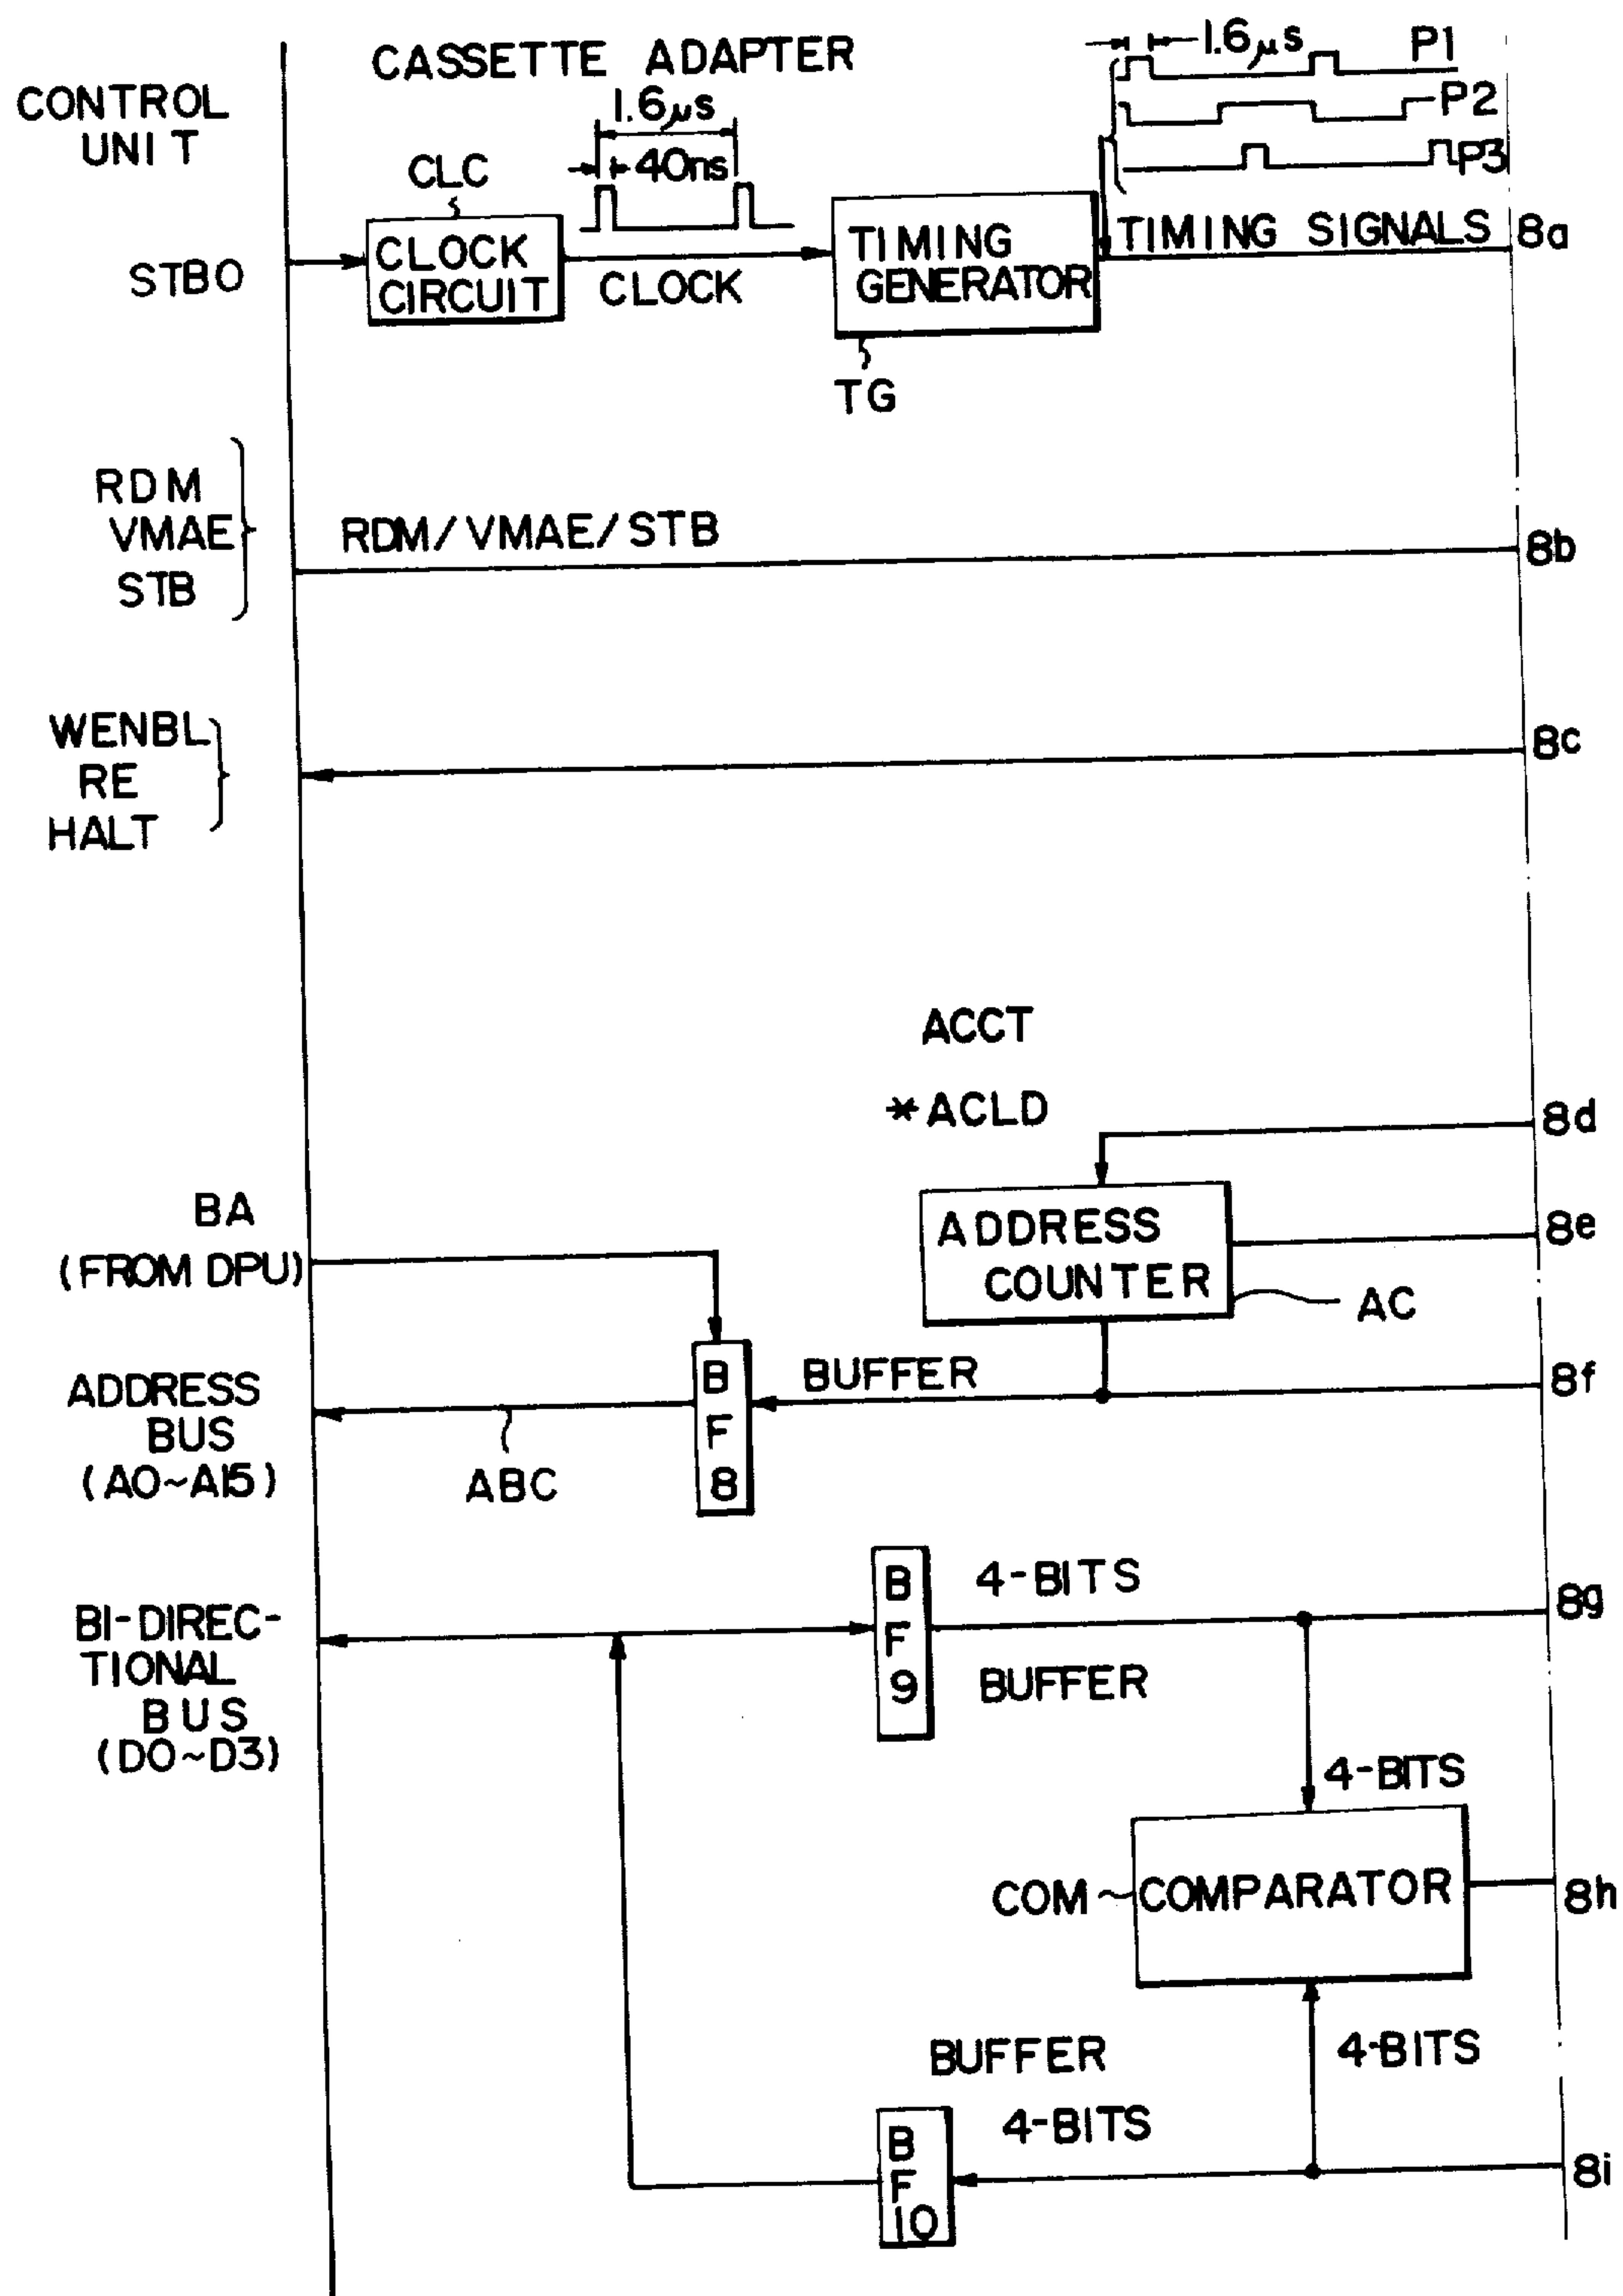 CASSETTE ADAPTER
CONTROL
UNIT
1.6μs
40ns
1.6μs
P1
P2
P3
CLC
CLOCK
CIRCUIT
CLOCK
TIMING
GENERATOR
TIMING SIGNALS
8a
STBO
TG
RDM
VMAE
STB
RDM/VMAE/STB
8b
WENBL
RE
HALT
8c
ACCT
*ACLD
8d
BA
(FROM DPU)
ADDRESS
COUNTER
8e
AC
BUFFER
8f
ADDRESS
BUS
(A0~A15)
ABC
B
F
8
BI-DIREC-
TIONAL
BUS
(D0~D3)
B
F
9
4-BITS
BUFFER
8g
4-BITS
COM
COMPARATOR
8h
BUFFER
4-BITS
4-BITS
B
F
10
8i